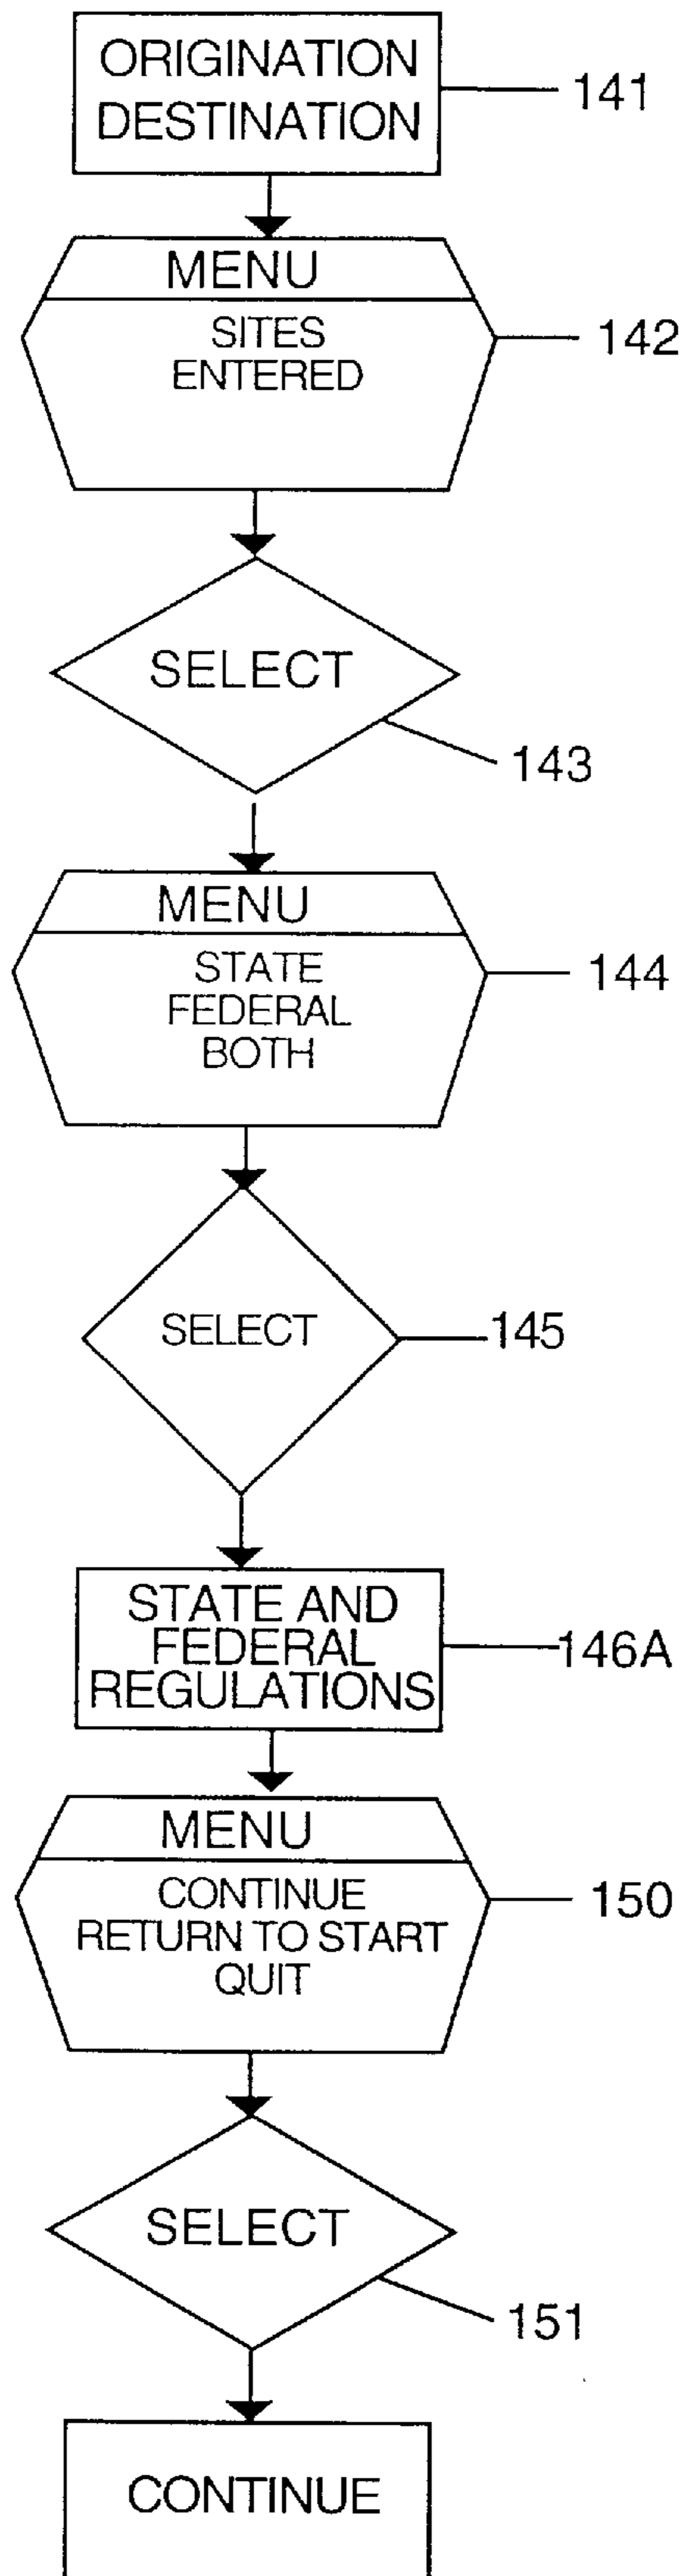 ORIGINATION
DESTINATION
141
MENU
SITES
ENTERED
142
SELECT
143
MENU
STATE
FEDERAL
BOTH
144
SELECT
145
STATE AND
FEDERAL
REGULATIONS
146A
MENU
CONTINUE
RETURN TO START
QUIT
150
SELECT
151
CONTINUE